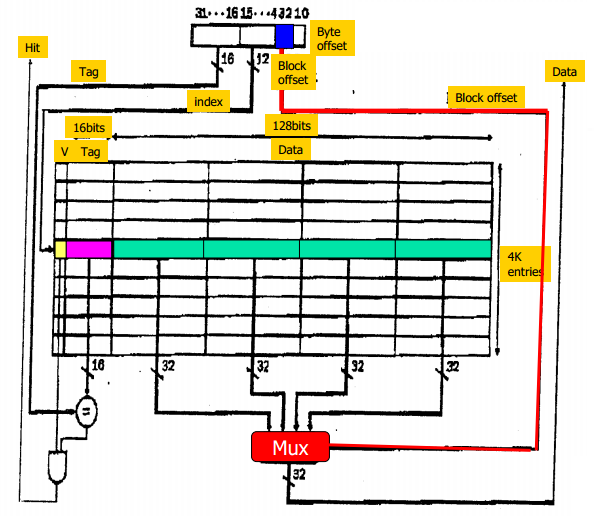 31···16 15···4 3 2 1 0
Byte
offset
Hit
16
12
Block
offset
Tag
Data
index
Block offset
16bits
128bits
V Tag
Data
4K
entries
16
32
32
32
32
=
Mux
32